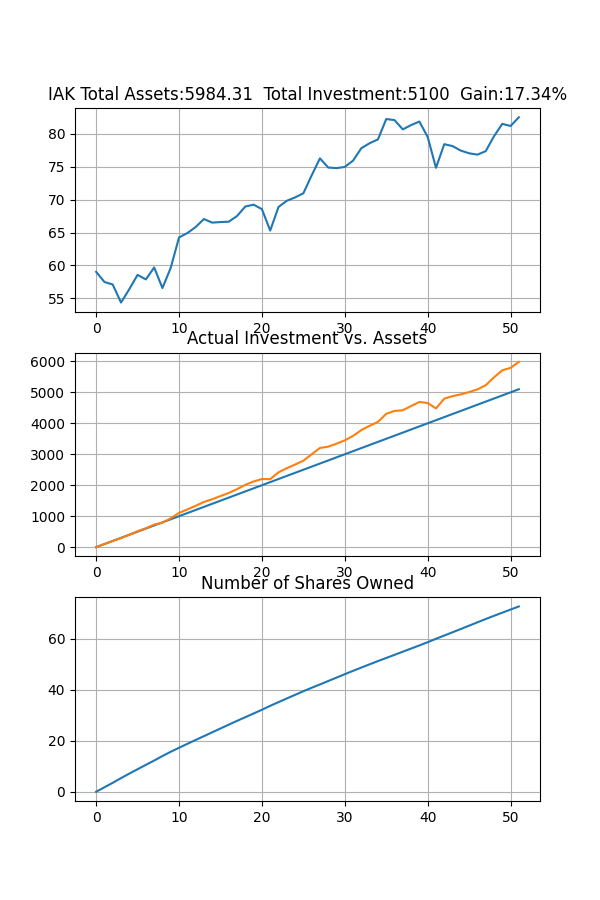 IAK Total Assets:5984.31  Total Investment:5100  Gain:17.34%
80
75
70
65
60
55
0 10 20 30 40 50
Actual Investment vs. Assets
6000
5000
4000
3000
2000
1000
0
0 10 20 30 40 50
Number of Shares Owned
60
40
20
0
0 10 20 30 40 50